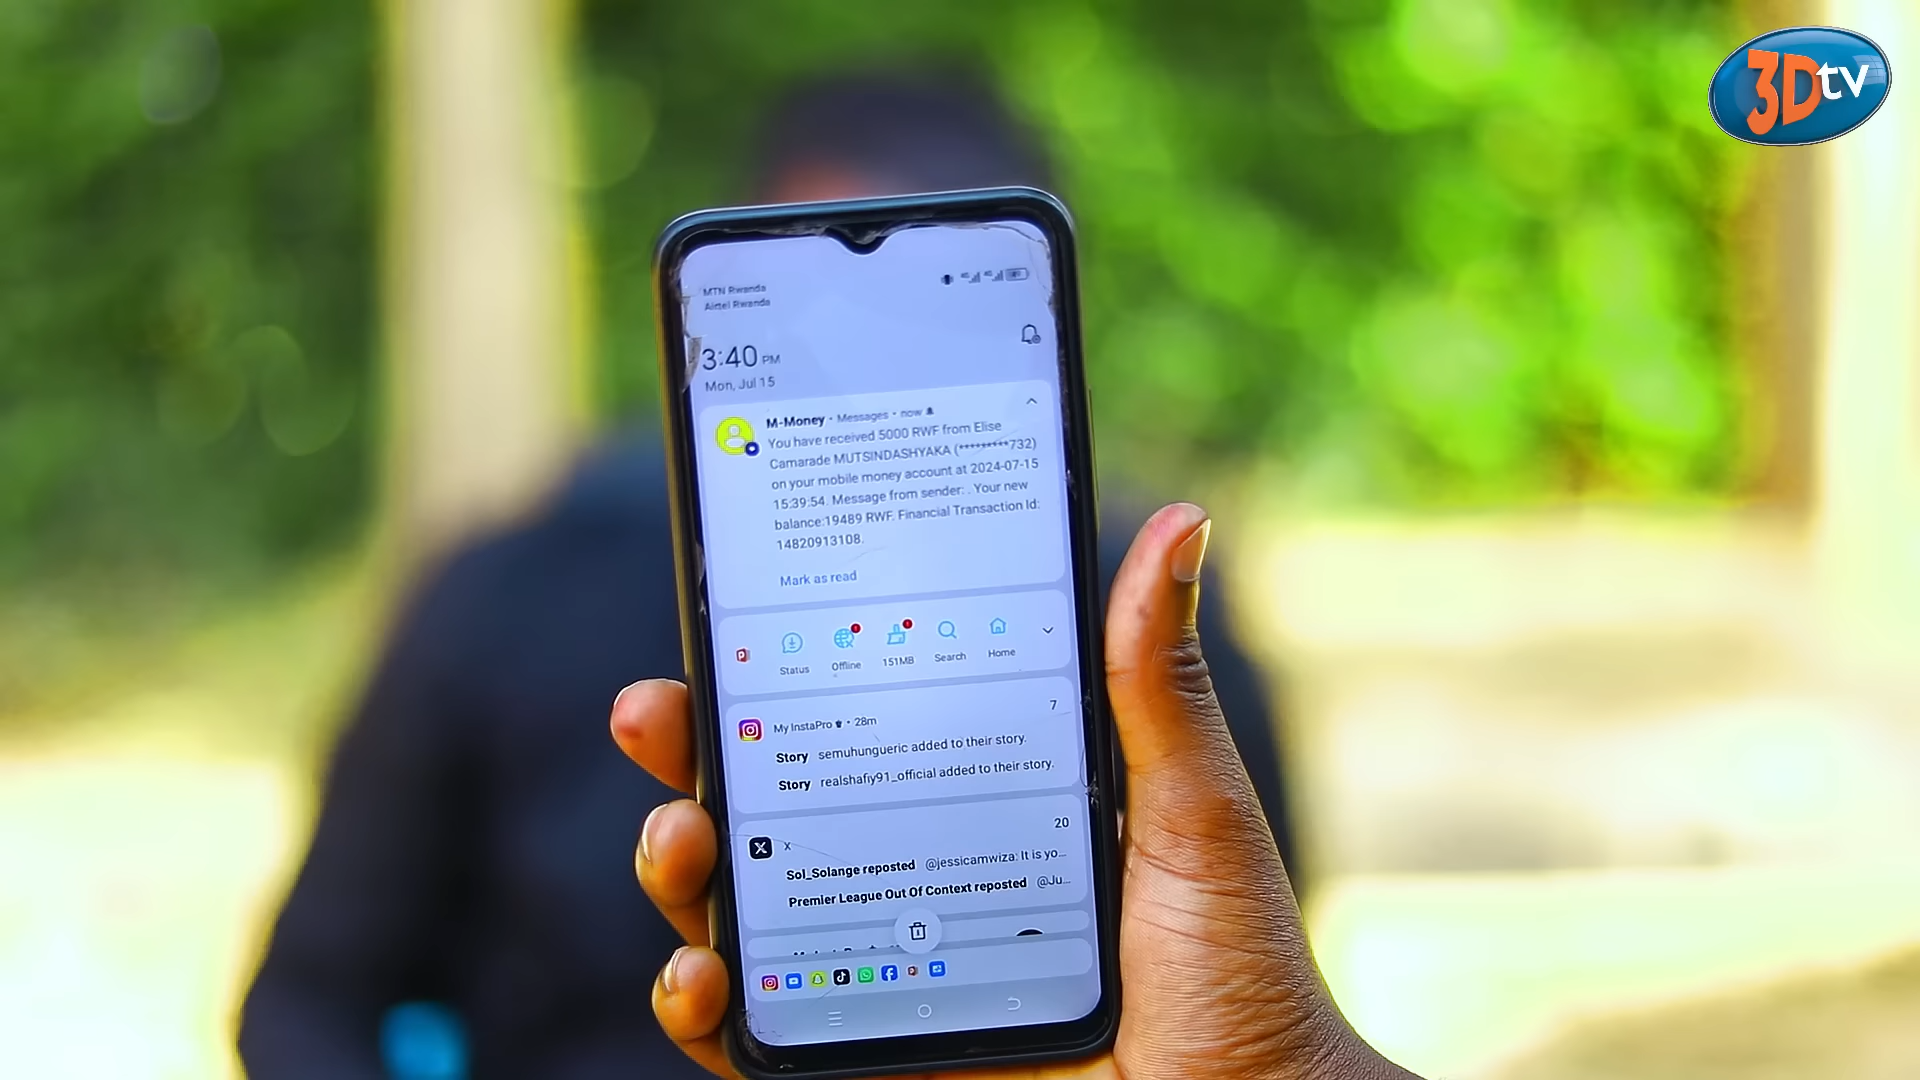 3Dtv
MTN Rwanda
Airtel Rwanda
3:40 PM
Mon, Jul 15
M-Money • Messages • now
You have received 5000 RWF from Elise
Camarade MUTSINDASHYAKA (*********732)
on your mobile money account at 2024-07-15
15:39:54. Message from sender: . Your new
balance:19489 RWF. Financial Transaction Id:
14820913108.
Mark as read
Status Offline 151MB Search Home
My InstaPro • 28m 7
Story semuhungueric added to their story.
Story realshafiy91_official added to their story.
X 20
Sol_Solange reposted @jessicamwiza: It is yo...
Premier League Out Of Context reposted @Ju...